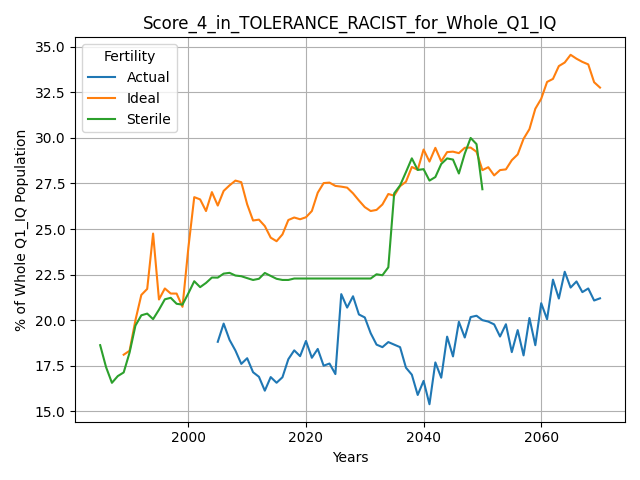 Score_4_in_TOLERANCE_RACIST_for_Whole_Q1_IQ
Fertility
Actual
Ideal
Sterile
% of Whole Q1_IQ Population
35.0
32.5
30.0
27.5
25.0
22.5
20.0
17.5
15.0
2000
2020
2040
2060
Years